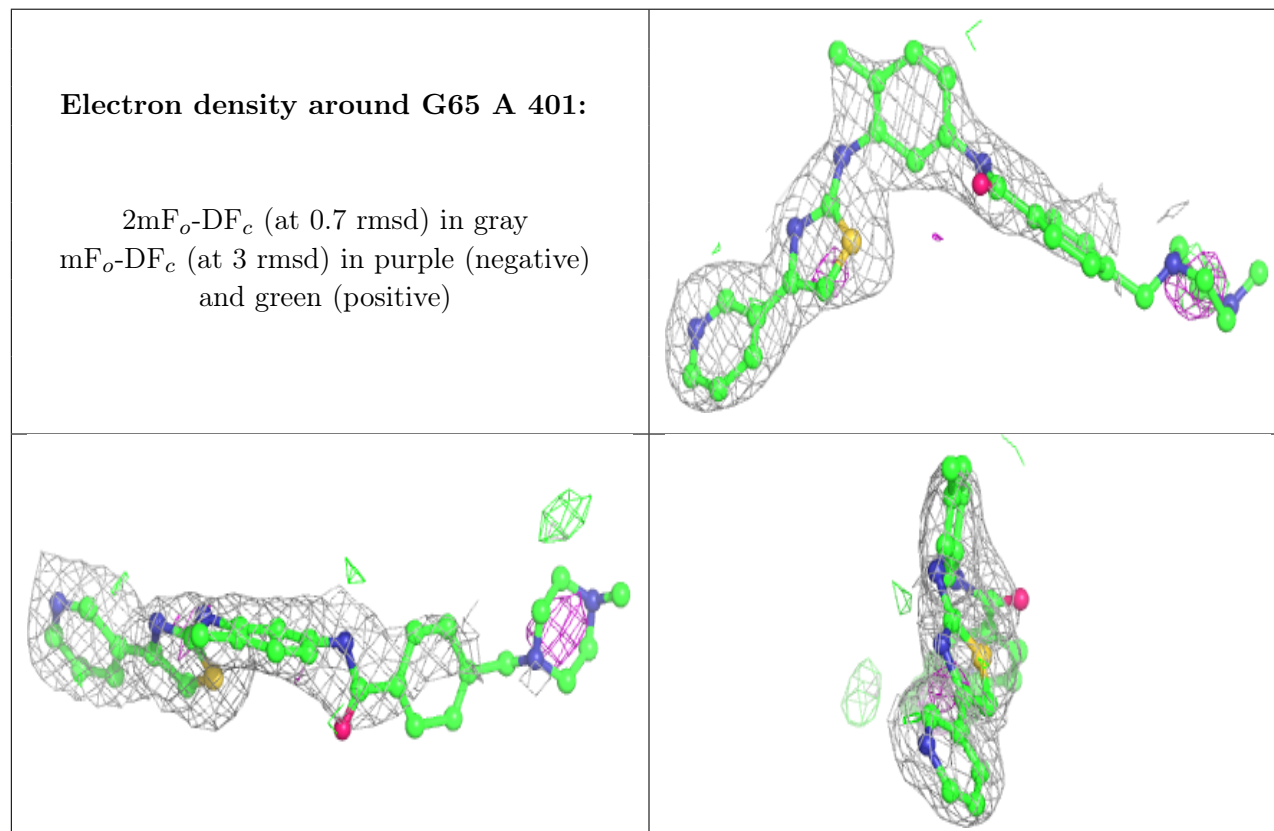 Electron density around G65 A 401:
2mFo-DFc (at 0.7 rmsd) in gray
mFo-DFc (at 3 rmsd) in purple (negative)
and green (positive)